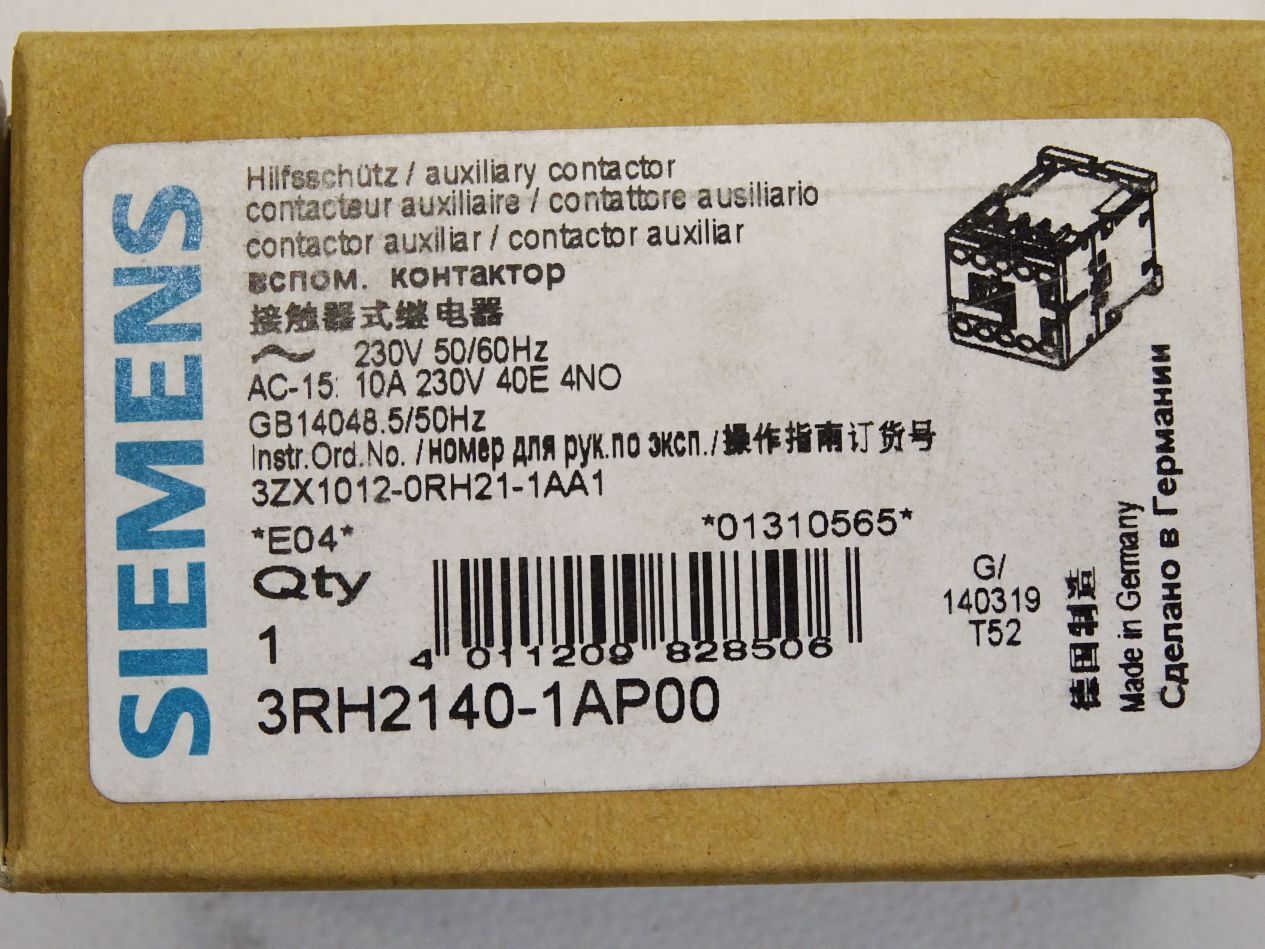 SIEMENS
Hilfsschütz / auxiliary contactor
contacteur auxiliaire / contattore ausiliario
contactor auxiliar / contactor auxiliar
вспом. контактор
接触器式继电器
~ 230V 50/60Hz
AC-15: 10A 230V 40E 4NO
GB14048.5/50Hz
Instr.Ord.No. /номер для рук.по эксп./操作指南订货号
3ZX1012-0RH21-1AA1
*E04* *01310565*
Qty
1
4 011209 828506
3RH2140-1AP00
G/
140319
T52
德国制造
Made in Germany
Сделано в Германии